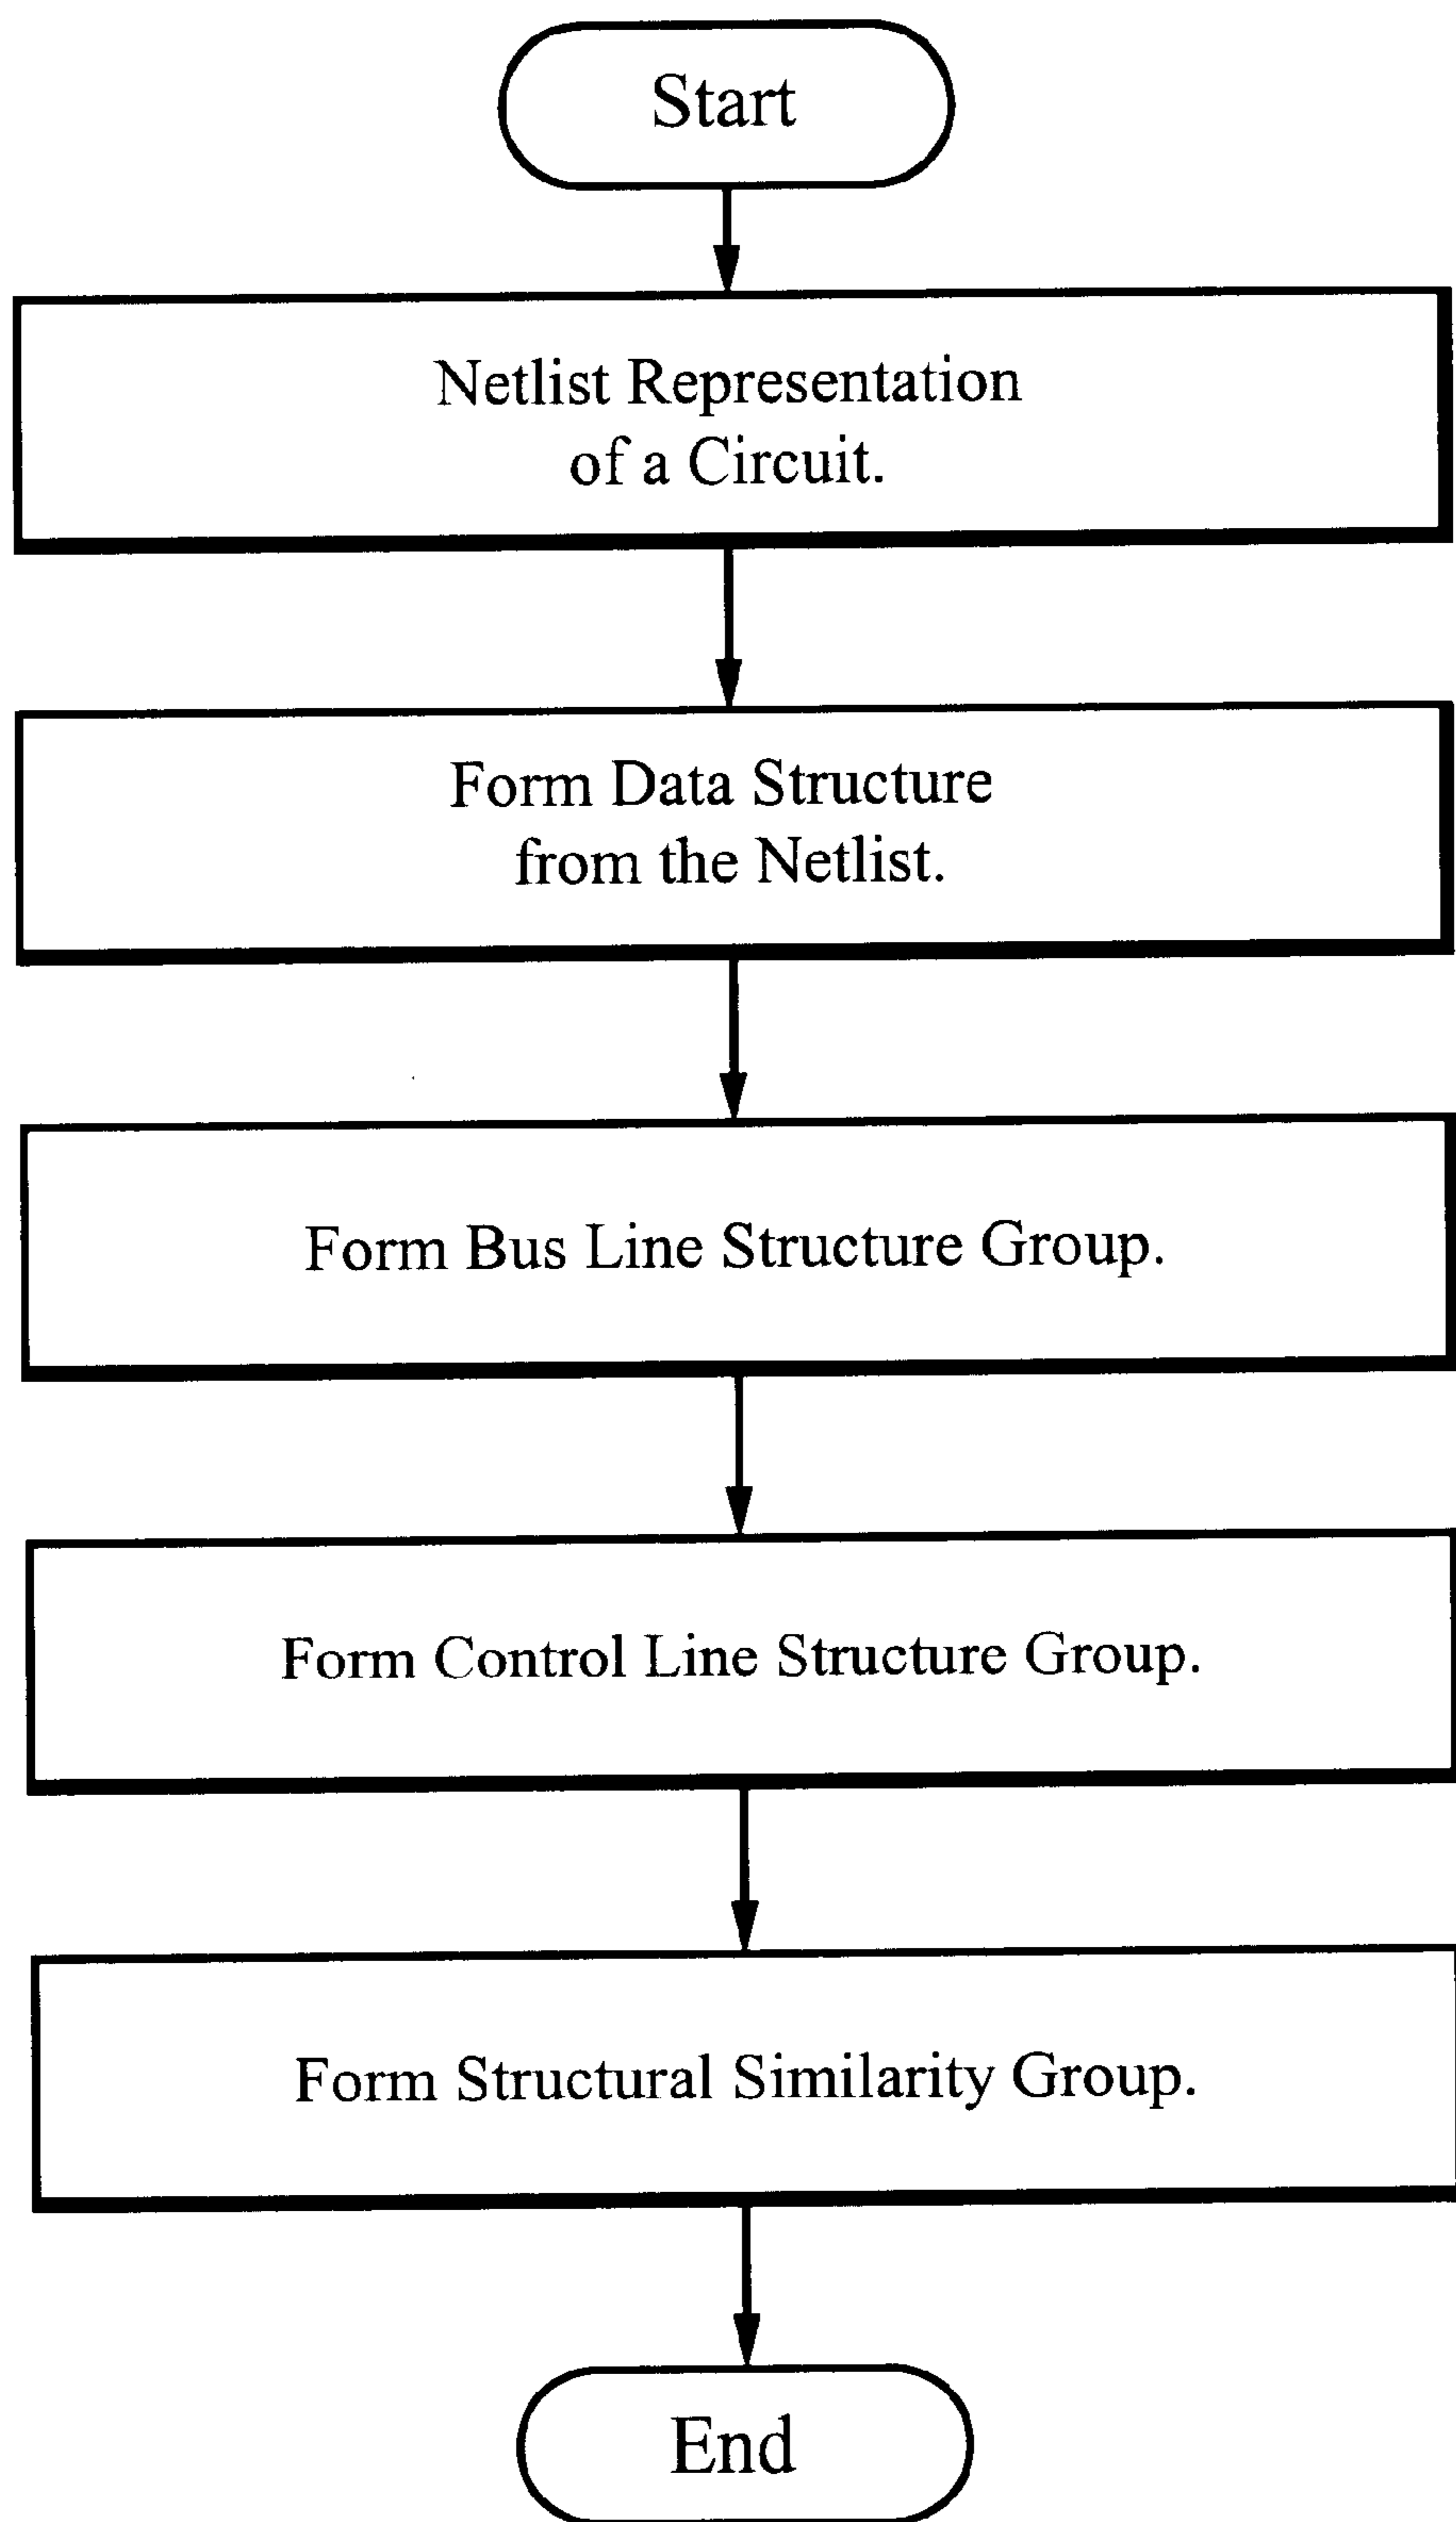 Start
Netlist Representation
of a Circuit.
Form Data Structure
from the Netlist.
Form Bus Line Structure Group.
Form Control Line Structure Group.
Form Structural Similarity Group.
End